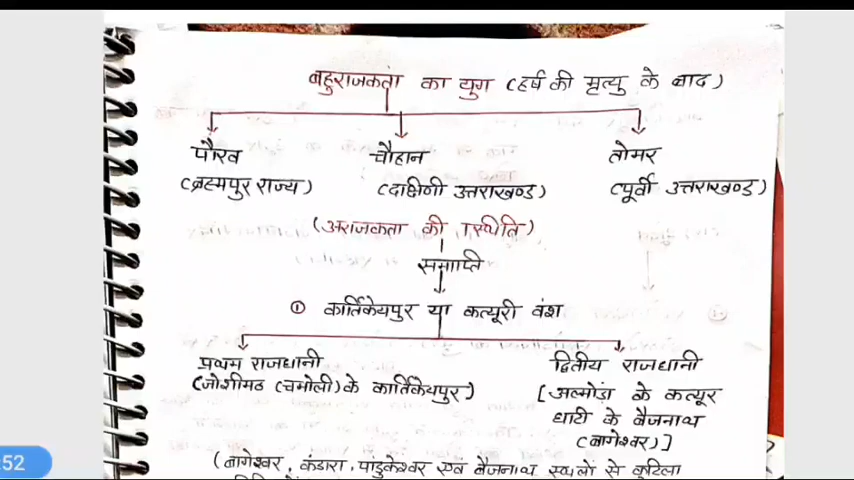 बहुराजकता का युग (हर्ष की मृत्यु के बाद)
पौरव चौहान तोमर
(ब्रह्मपुर राज्य) (दाक्षिणी उत्तराखण्ड) (पूर्वी उत्तराखण्ड)
(अराजकता की स्थिति)
समाप्ति
① कार्तिकेयपुर या कत्यूरी वंश
प्रथम राजधानी द्वितीय राजधानी
(जोशीमठ (चमोली) के कार्तिकेयपुर) [अल्मोड़ा के कत्यूर
घाटी के बैजनाथ
(बागेश्वर)]
(बागेश्वर, कंडारा, पांडुकेश्वर एवं बैजनाथ स्थलों से कुटिला
:52